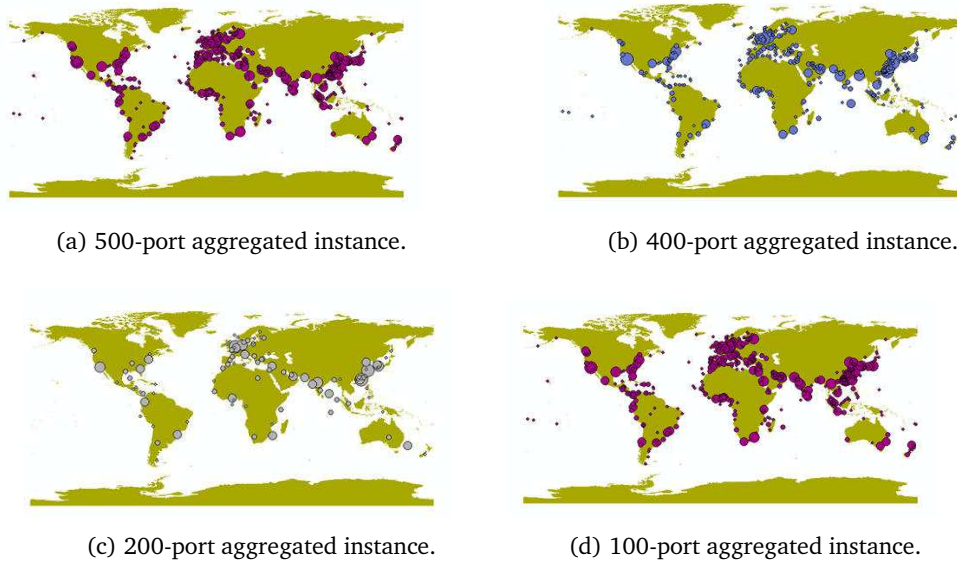 (a) 500-port aggregated instance.
(b) 400-port aggregated instance.
(c) 200-port aggregated instance.
(d) 100-port aggregated instance.